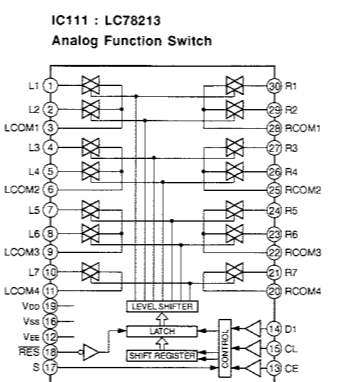 IC111 : LC78213
Analog Function Switch
L1 1 30 R1
L2 2 29 R2
LCOM1 3 28 RCOM1
L3 4 27 R3
L4 5 26 R4
LCOM2 6 25 RCOM2
L5 7 24 R5
L6 8 23 R6
LCOM3 9 22 RCOM3
L7 10 21 R7
LCOM4 11 20 RCOM4
VDD 19 LEVEL SHIFTER
VSS 16
VEE 12 LATCH 14 D1
RES 18 CONTROL 15 CL
SHIFT REGISTER
S 17 13 CE